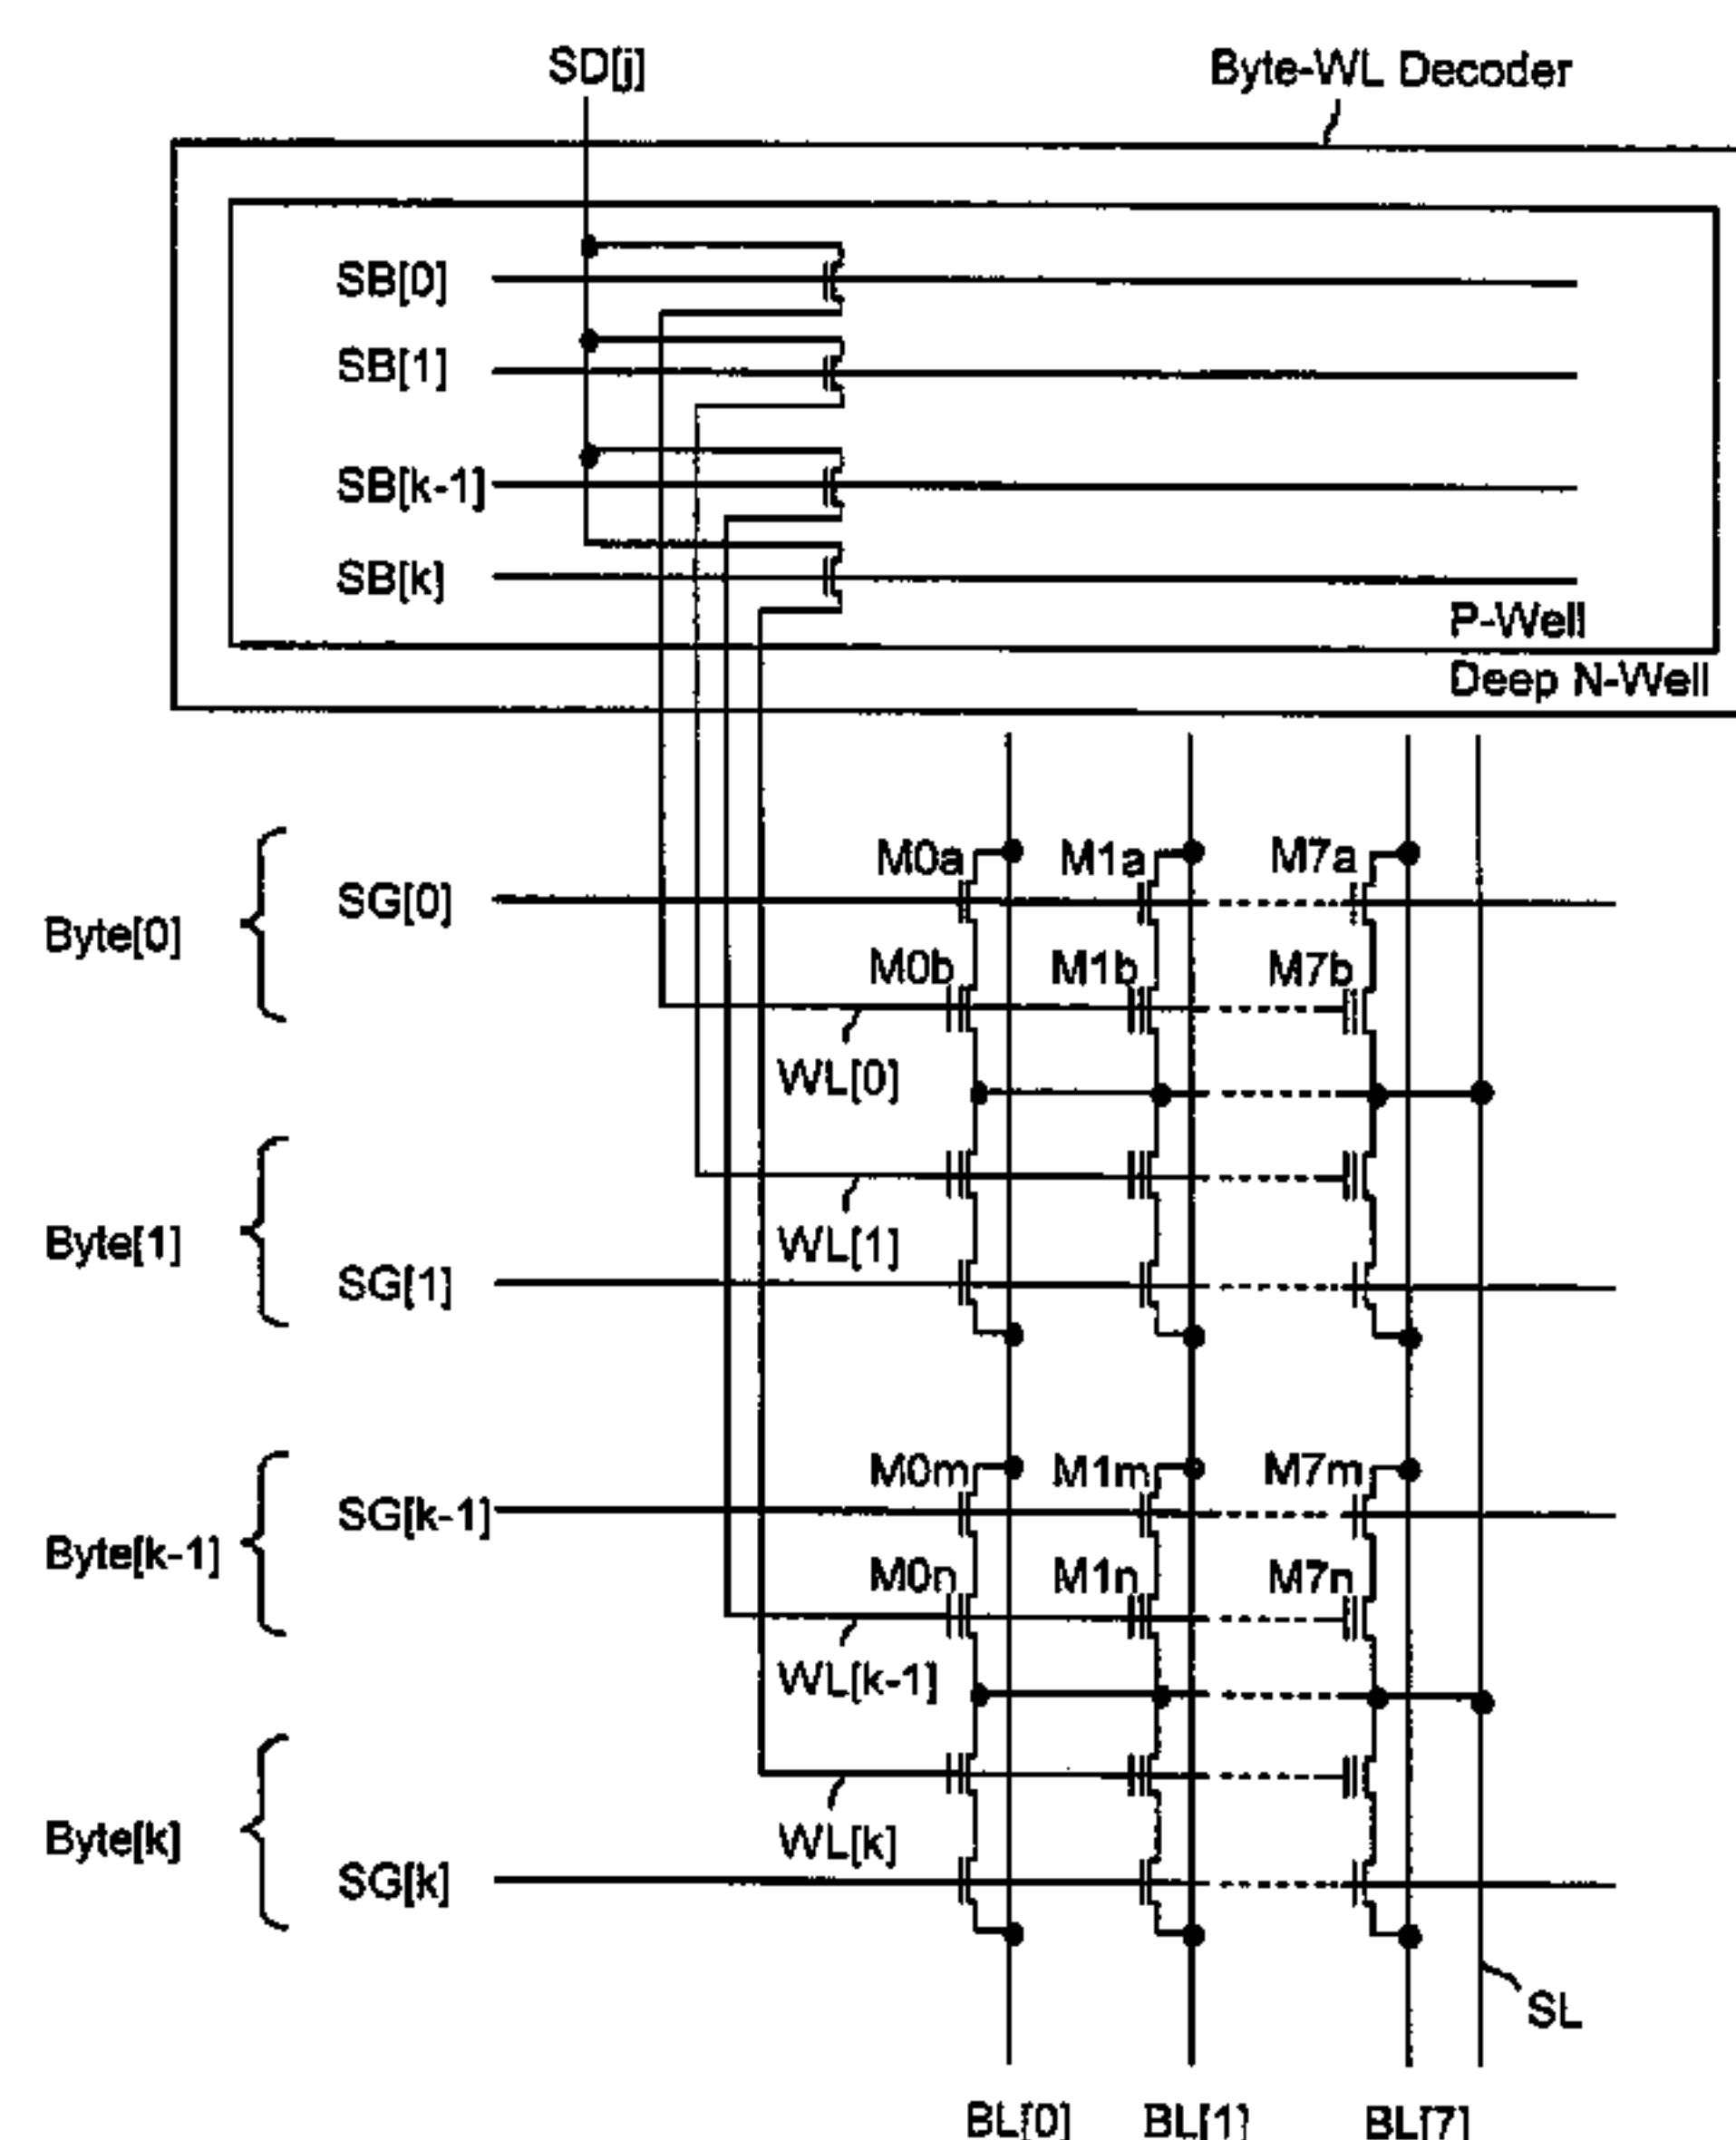 SD[j]
Byte-WL Decoder
SB[0]
SB[1]
SB[k-1]
SB[k]
P-Well
Deep N-Well
M0a
M1a
M7a
SG[0]
Byte[0]
M0b
M1b
M7b
WL[0]
Byte[1]
WL[1]
SG[1]
M0m
M1m
M7m
SG[k-1]
Byte[k-1]
M0n
M1n
M7n
WL[k-1]
Byte[k]
WL[k]
SG[k]
SL
BL[0]
BL[1]
BL[7]